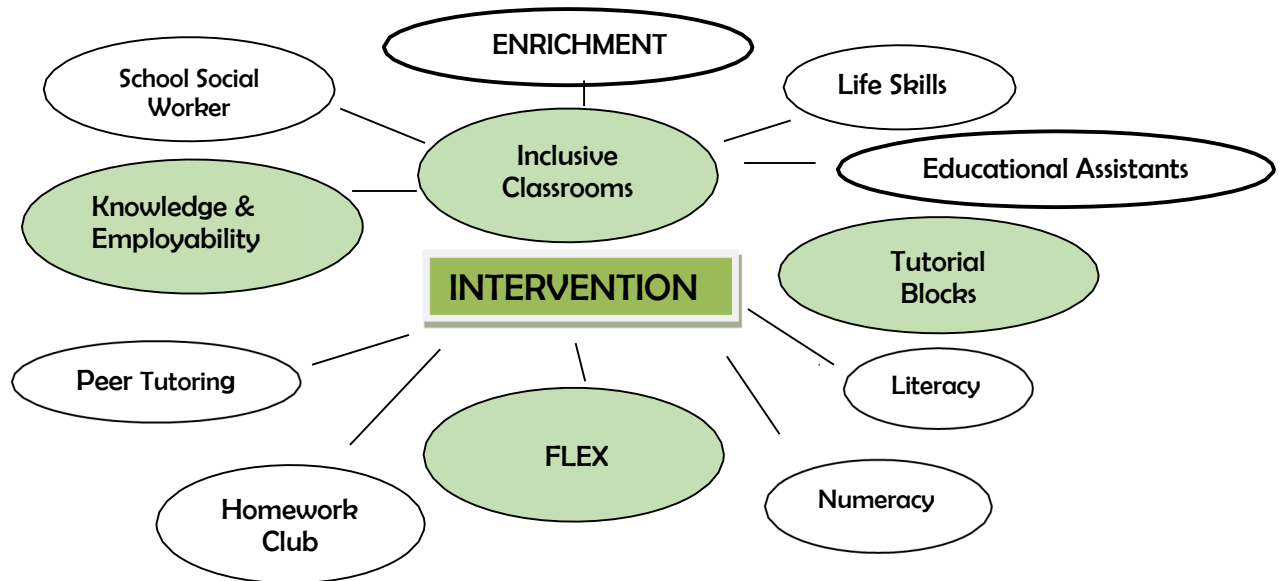 ENRICHMENT
School Social
Worker
Life Skills
Inclusive
Classrooms
Educational Assistants
Knowledge &
Employability
Tutorial
Blocks
INTERVENTION
Peer Tutoring
Literacy
FLEX
Numeracy
Homework
Club